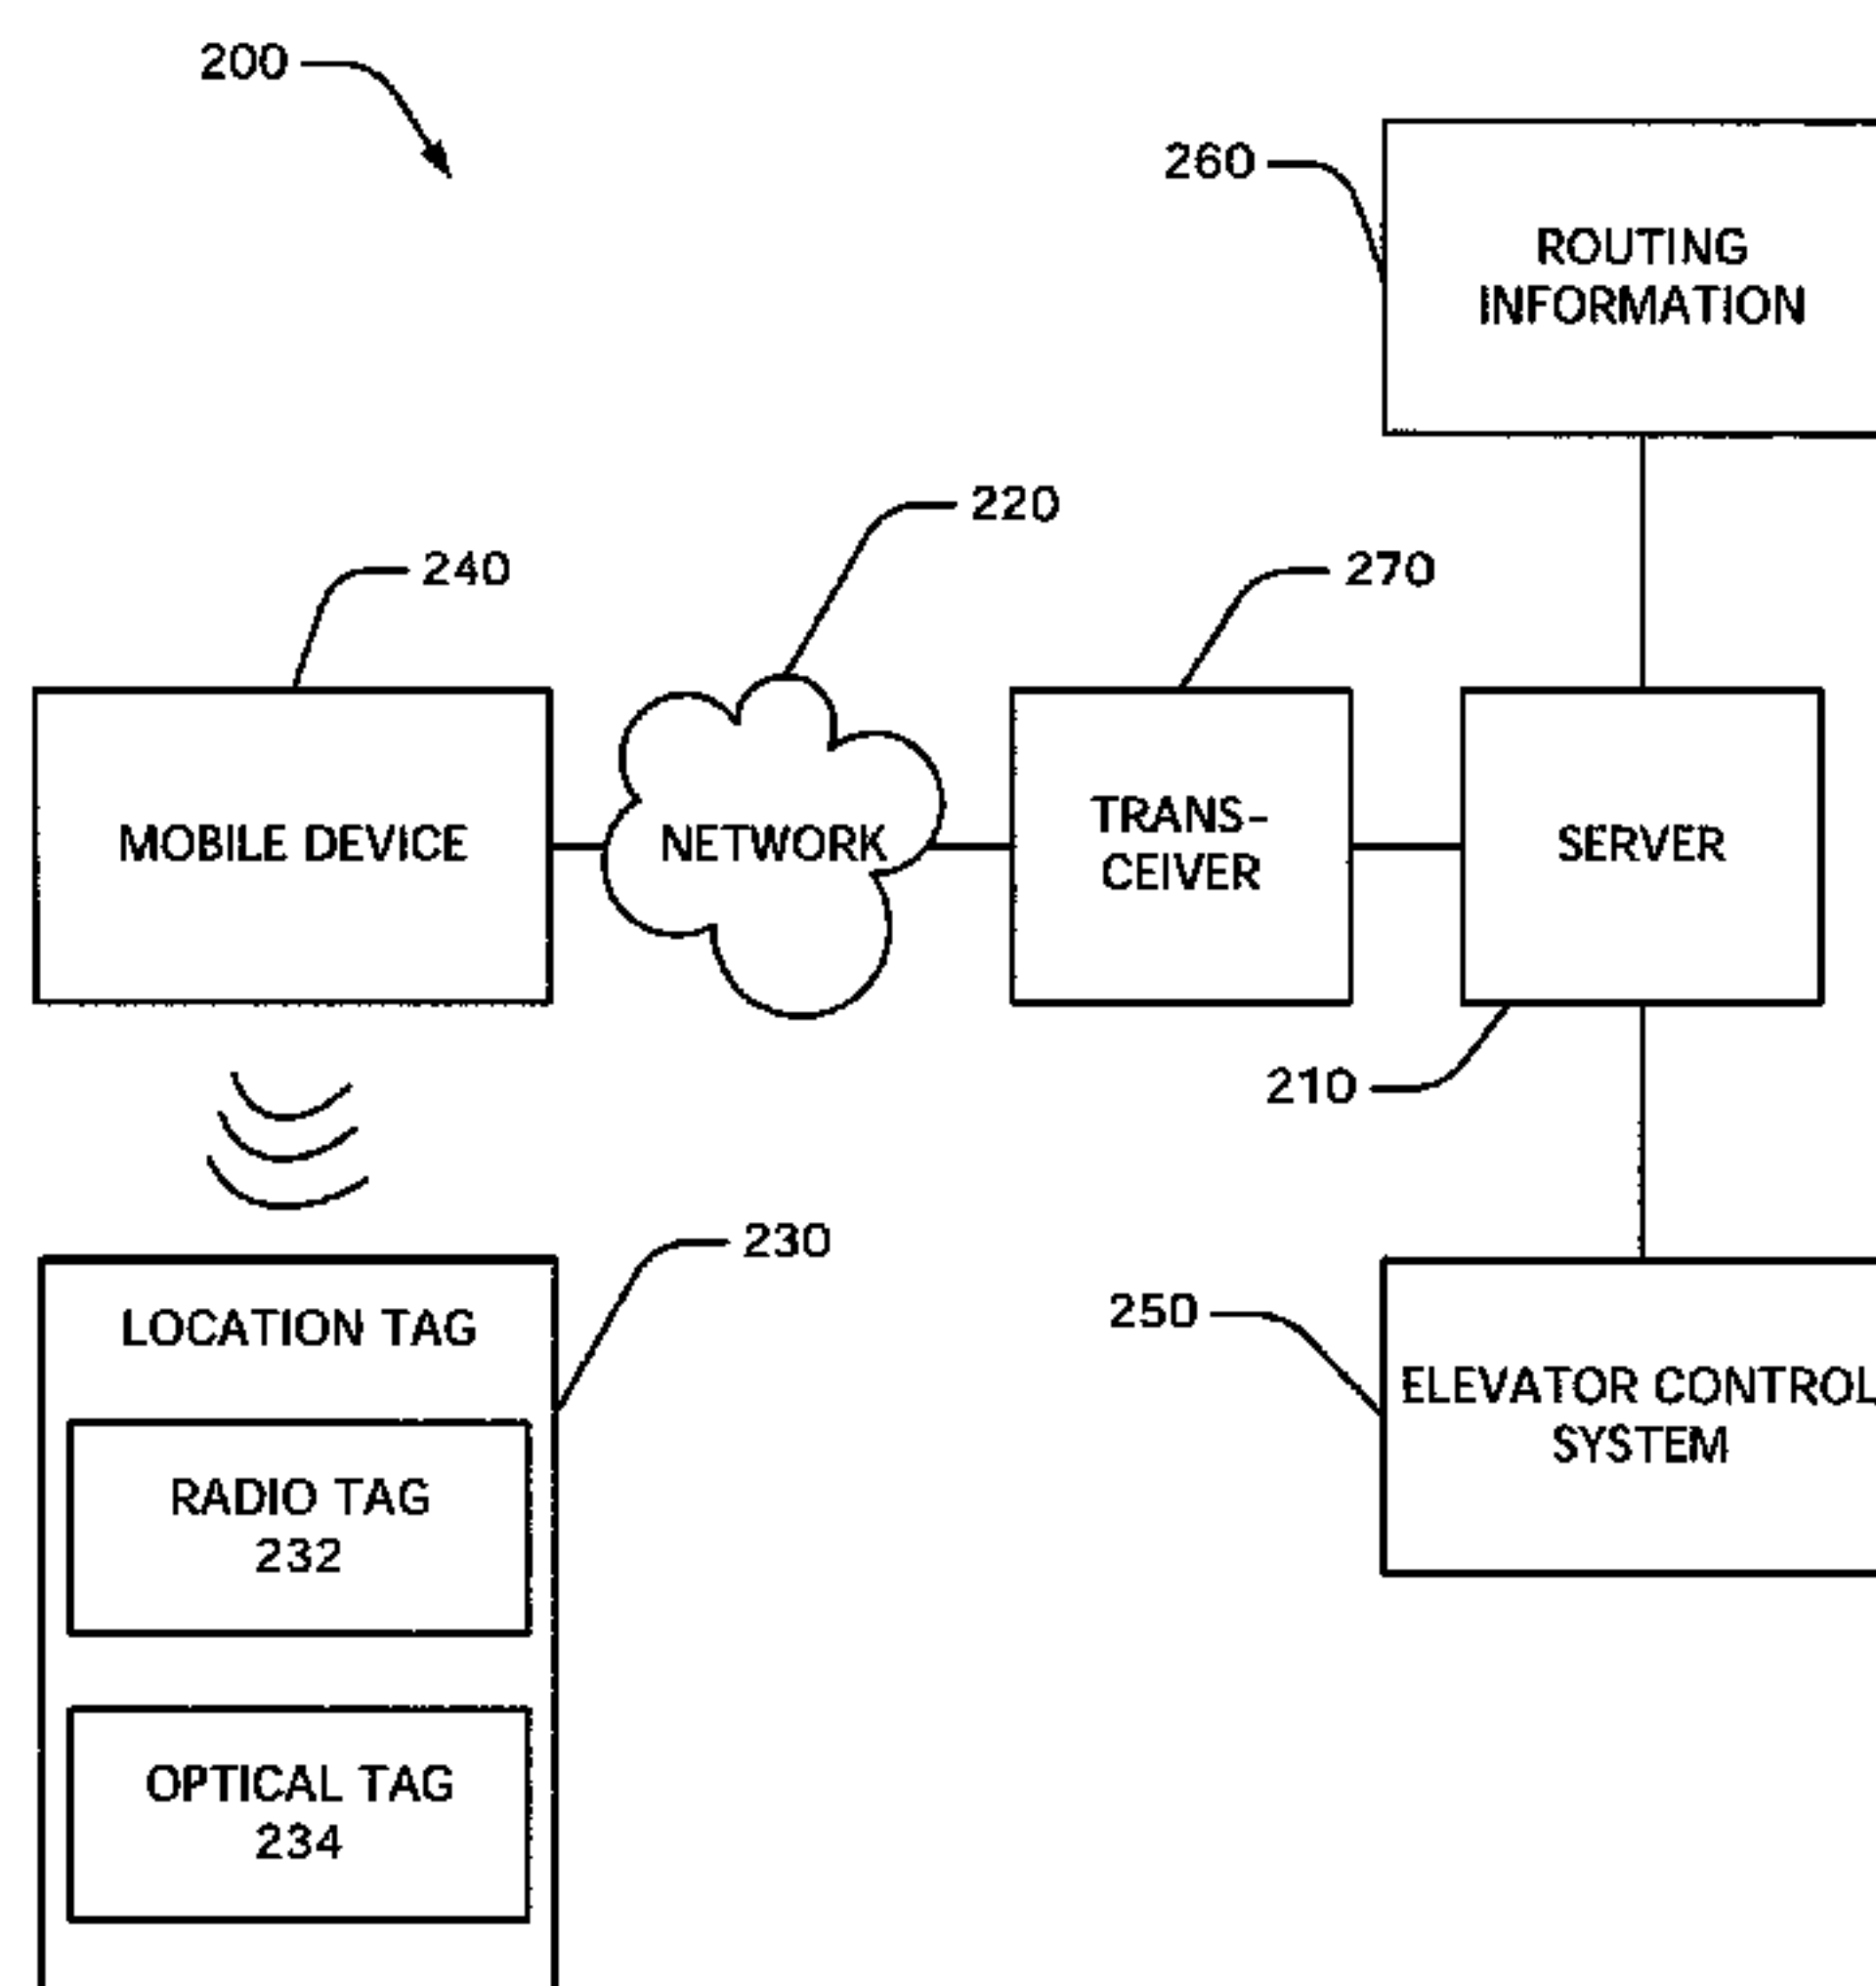 200
260
ROUTING
INFORMATION
220
240
270
MOBILE DEVICE
NETWORK
TRANS-
CEIVER
SERVER
210
230
LOCATION TAG
250
ELEVATOR CONTROL
SYSTEM
RADIO TAG
232
OPTICAL TAG
234